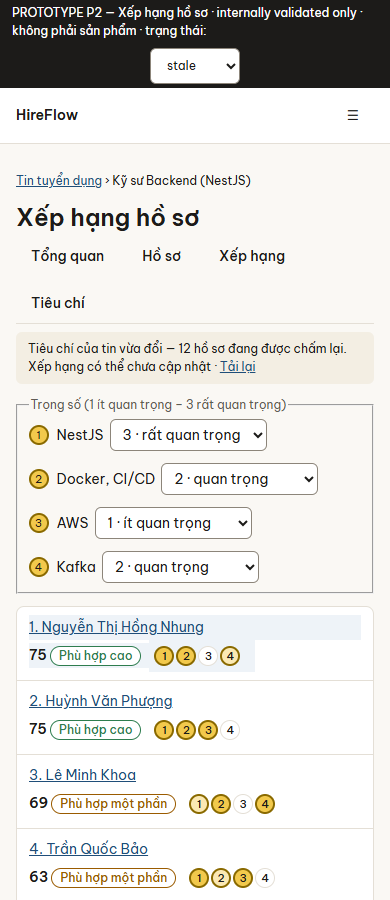 PROTOTYPE P2 — Xếp hạng hồ sơ · internally validated only ·
không phải sản phẩm · trạng thái:
stale
HireFlow
☰
Tin tuyển dụng › Kỹ sư Backend (NestJS)
Xếp hạng hồ sơ
Tổng quan Hồ sơ Xếp hạng
Tiêu chí
Tiêu chí của tin vừa đổi — 12 hồ sơ đang được chấm lại.
Xếp hạng có thể chưa cập nhật · Tải lại
Trọng số (1 ít quan trọng – 3 rất quan trọng)
1 NestJS 3 · rất quan trọng
2 Docker, CI/CD 2 · quan trọng
3 AWS 1 · ít quan trọng
4 Kafka 2 · quan trọng
1. Nguyễn Thị Hồng Nhung
75 Phù hợp cao 1 2 3 4
2. Huỳnh Văn Phượng
75 Phù hợp cao 1 2 3 4
3. Lê Minh Khoa
69 Phù hợp một phần 1 2 3 4
4. Trần Quốc Bảo
63 Phù hợp một phần 1 2 3 4